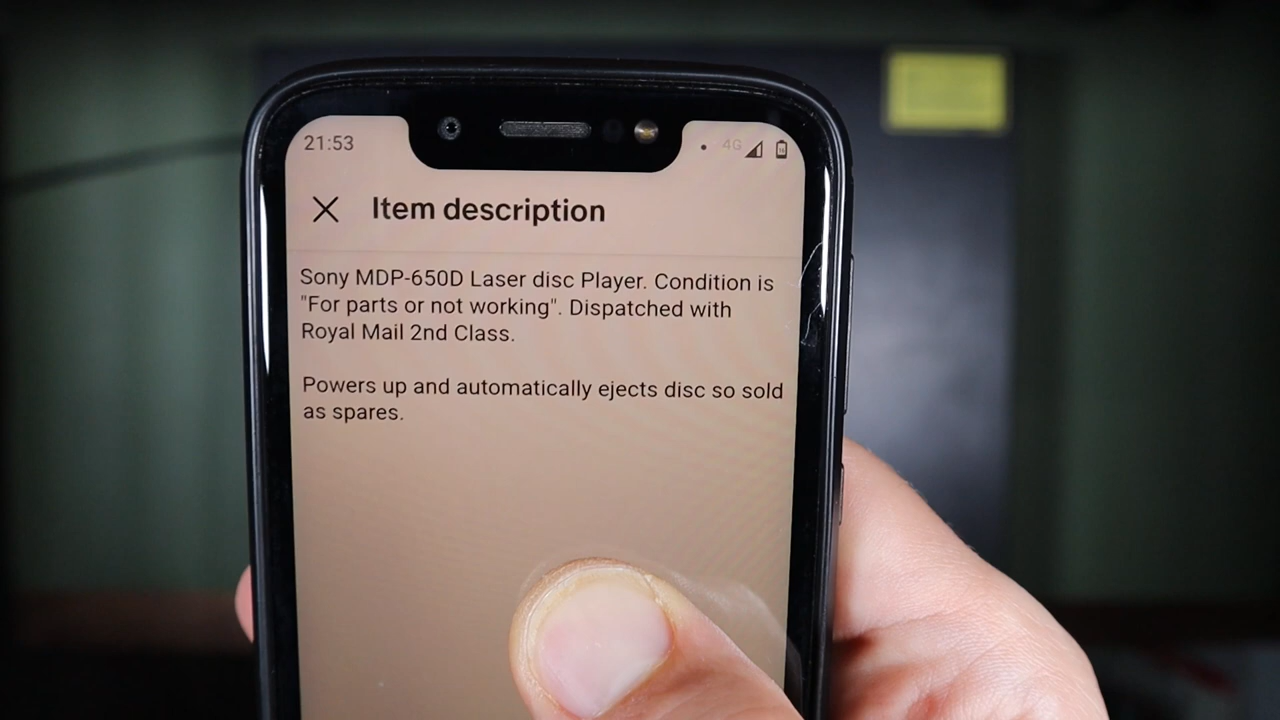 21:53
4G
Item description
Sony MDP-650D Laser disc Player. Condition is
"For parts or not working". Dispatched with
Royal Mail 2nd Class.
Powers up and automatically ejects disc so sold
as spares.